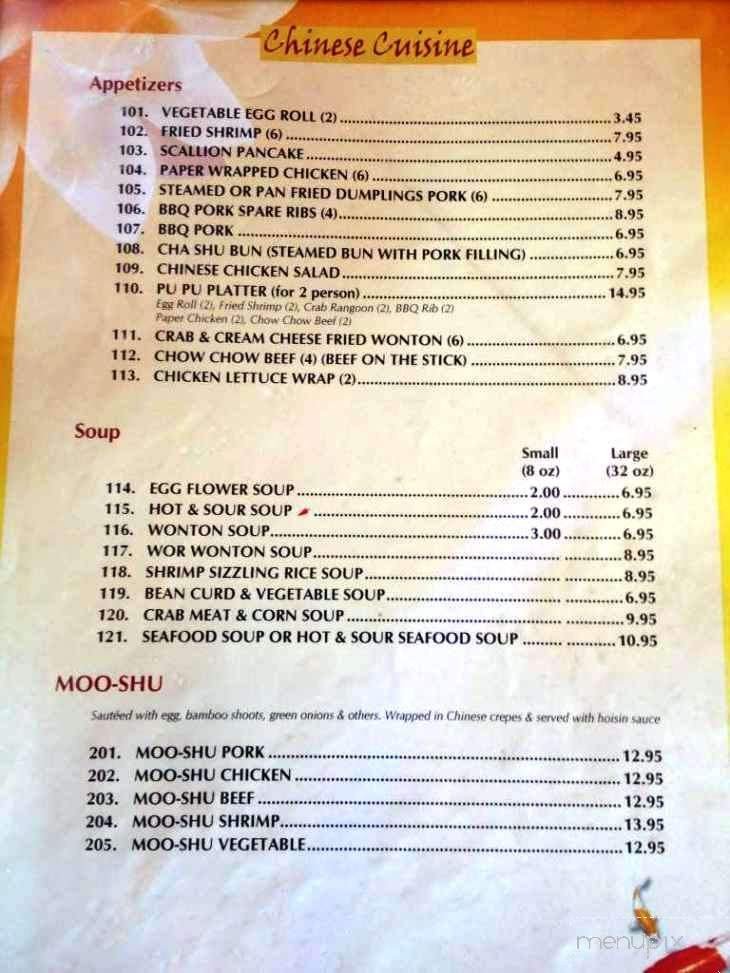 Chinese Cuisine
Appetizers
101. VEGETABLE EGG ROLL (2) 3.45
102. FRIED SHRIMP (6) 7.95
103. SCALLION PANCAKE 4.95
104. PAPER WRAPPED CHICKEN (6) 6.95
105. STEAMED OR PAN FRIED DUMPLINGS PORK (6) 7.95
106. BBQ PORK SPARE RIBS (4) 8.95
107. BBQ PORK 6.95
108. CHA SHU BUN (STEAMED BUN WITH PORK FILLING) 6.95
109. CHINESE CHICKEN SALAD 7.95
110. PU PU PLATTER (for 2 person) 14.95
Egg Roll (2), Fried Shrimp (2), Crab Rangoon (2), BBQ Rib (2)
Paper Chicken (2), Chow Chow Beef (2)
111. CRAB & CREAM CHEESE FRIED WONTON (6) 6.95
112. CHOW CHOW BEEF (4) (BEEF ON THE STICK) 7.95
113. CHICKEN LETTUCE WRAP (2) 8.95
Soup
Small Large
(8 oz) (32 oz)
114. EGG FLOWER SOUP 2.00 6.95
115. HOT & SOUR SOUP 2.00 6.95
116. WONTON SOUP 3.00 6.95
117. WOR WONTON SOUP 8.95
118. SHRIMP SIZZLING RICE SOUP 8.95
119. BEAN CURD & VEGETABLE SOUP 6.95
120. CRAB MEAT & CORN SOUP 9.95
121. SEAFOOD SOUP OR HOT & SOUR SEAFOOD SOUP 10.95
MOO-SHU
Sautéed with egg, bamboo shoots, green onions & others. Wrapped in Chinese crepes & served with hoisin sauce
201. MOO-SHU PORK 12.95
202. MOO-SHU CHICKEN 12.95
203. MOO-SHU BEEF 12.95
204. MOO-SHU SHRIMP 13.95
205. MOO-SHU VEGETABLE 12.95
menupix